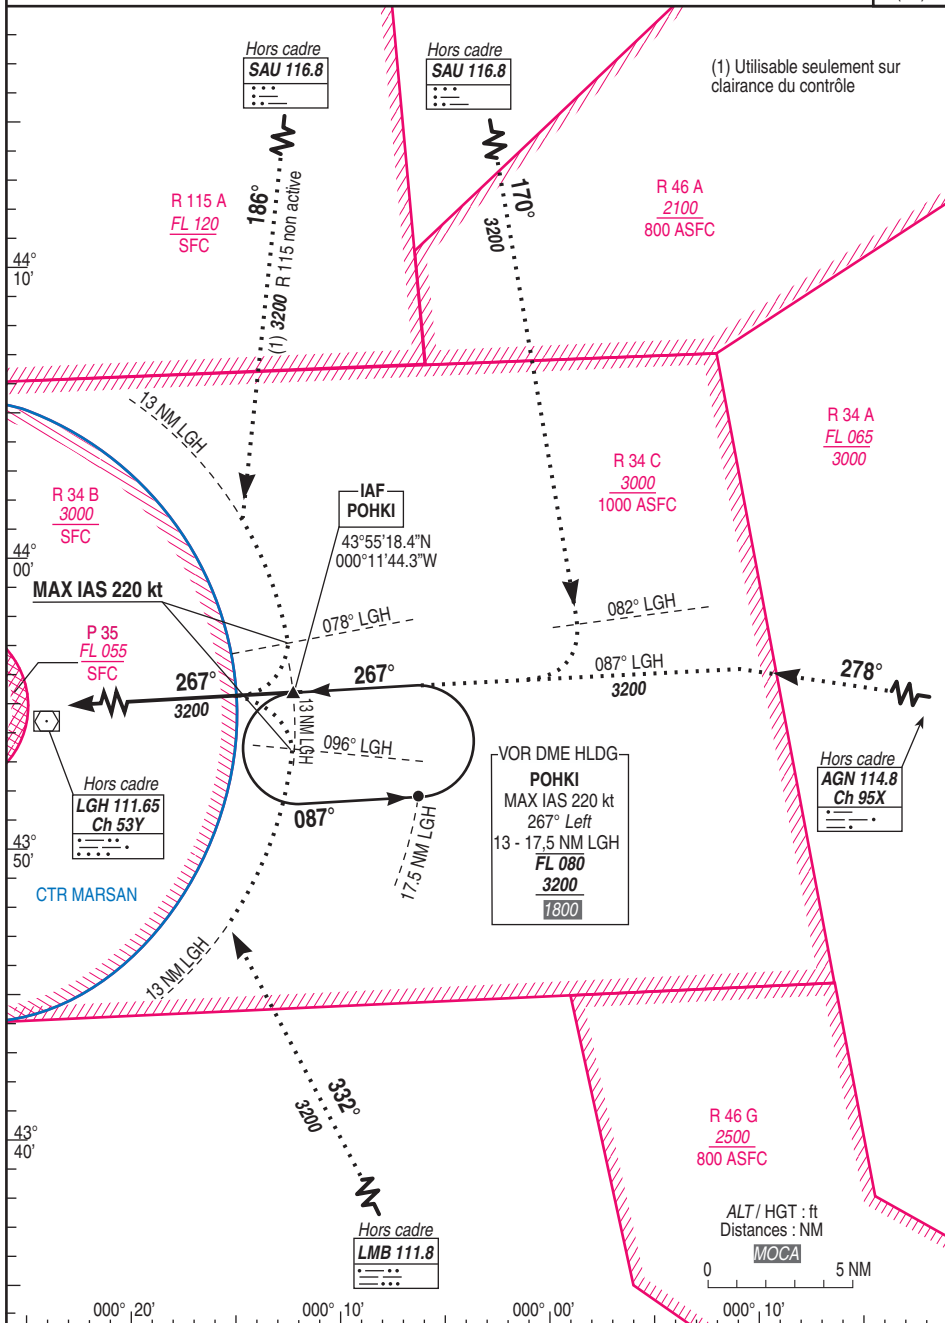 Hors cadre
SAU 116.8
Hors cadre
SAU 116.8
(1) Utilisable seulement sur
clairance du contrôle
186°
(1) 3200 R 115 non active
170°
3200
R 115 A
FL 120
SFC
R 46 A
2100
800 ASFC
44°
10'
13 NM LGH
R 34 A
FL 065
3000
R 34 C
3000
1000 ASFC
R 34 B
3000
SFC
IAF
POHKI
43°55'18.4"N
000°11'44.3"W
44°
00'
MAX IAS 220 kt
078° LGH
082° LGH
P 35
FL 055
SFC
267°
3200
267°
087° LGH
3200
278°
13 NM LGH
096° LGH
Hors cadre
LGH 111.65
Ch 53Y
087°
17.5 NM LGH
VOR DME HLDG
POHKI
MAX IAS 220 kt
267° Left
13 - 17,5 NM LGH
FL 080
3200
1800
Hors cadre
AGN 114.8
Ch 95X
43°
50'
CTR MARSAN
13 NM LGH
332°
3200
43°
40'
R 46 G
2500
800 ASFC
Hors cadre
LMB 111.8
ALT / HGT : ft
Distances : NM
MOCA
0 5 NM
000° 20'
000° 10'
000° 00'
000° 10'